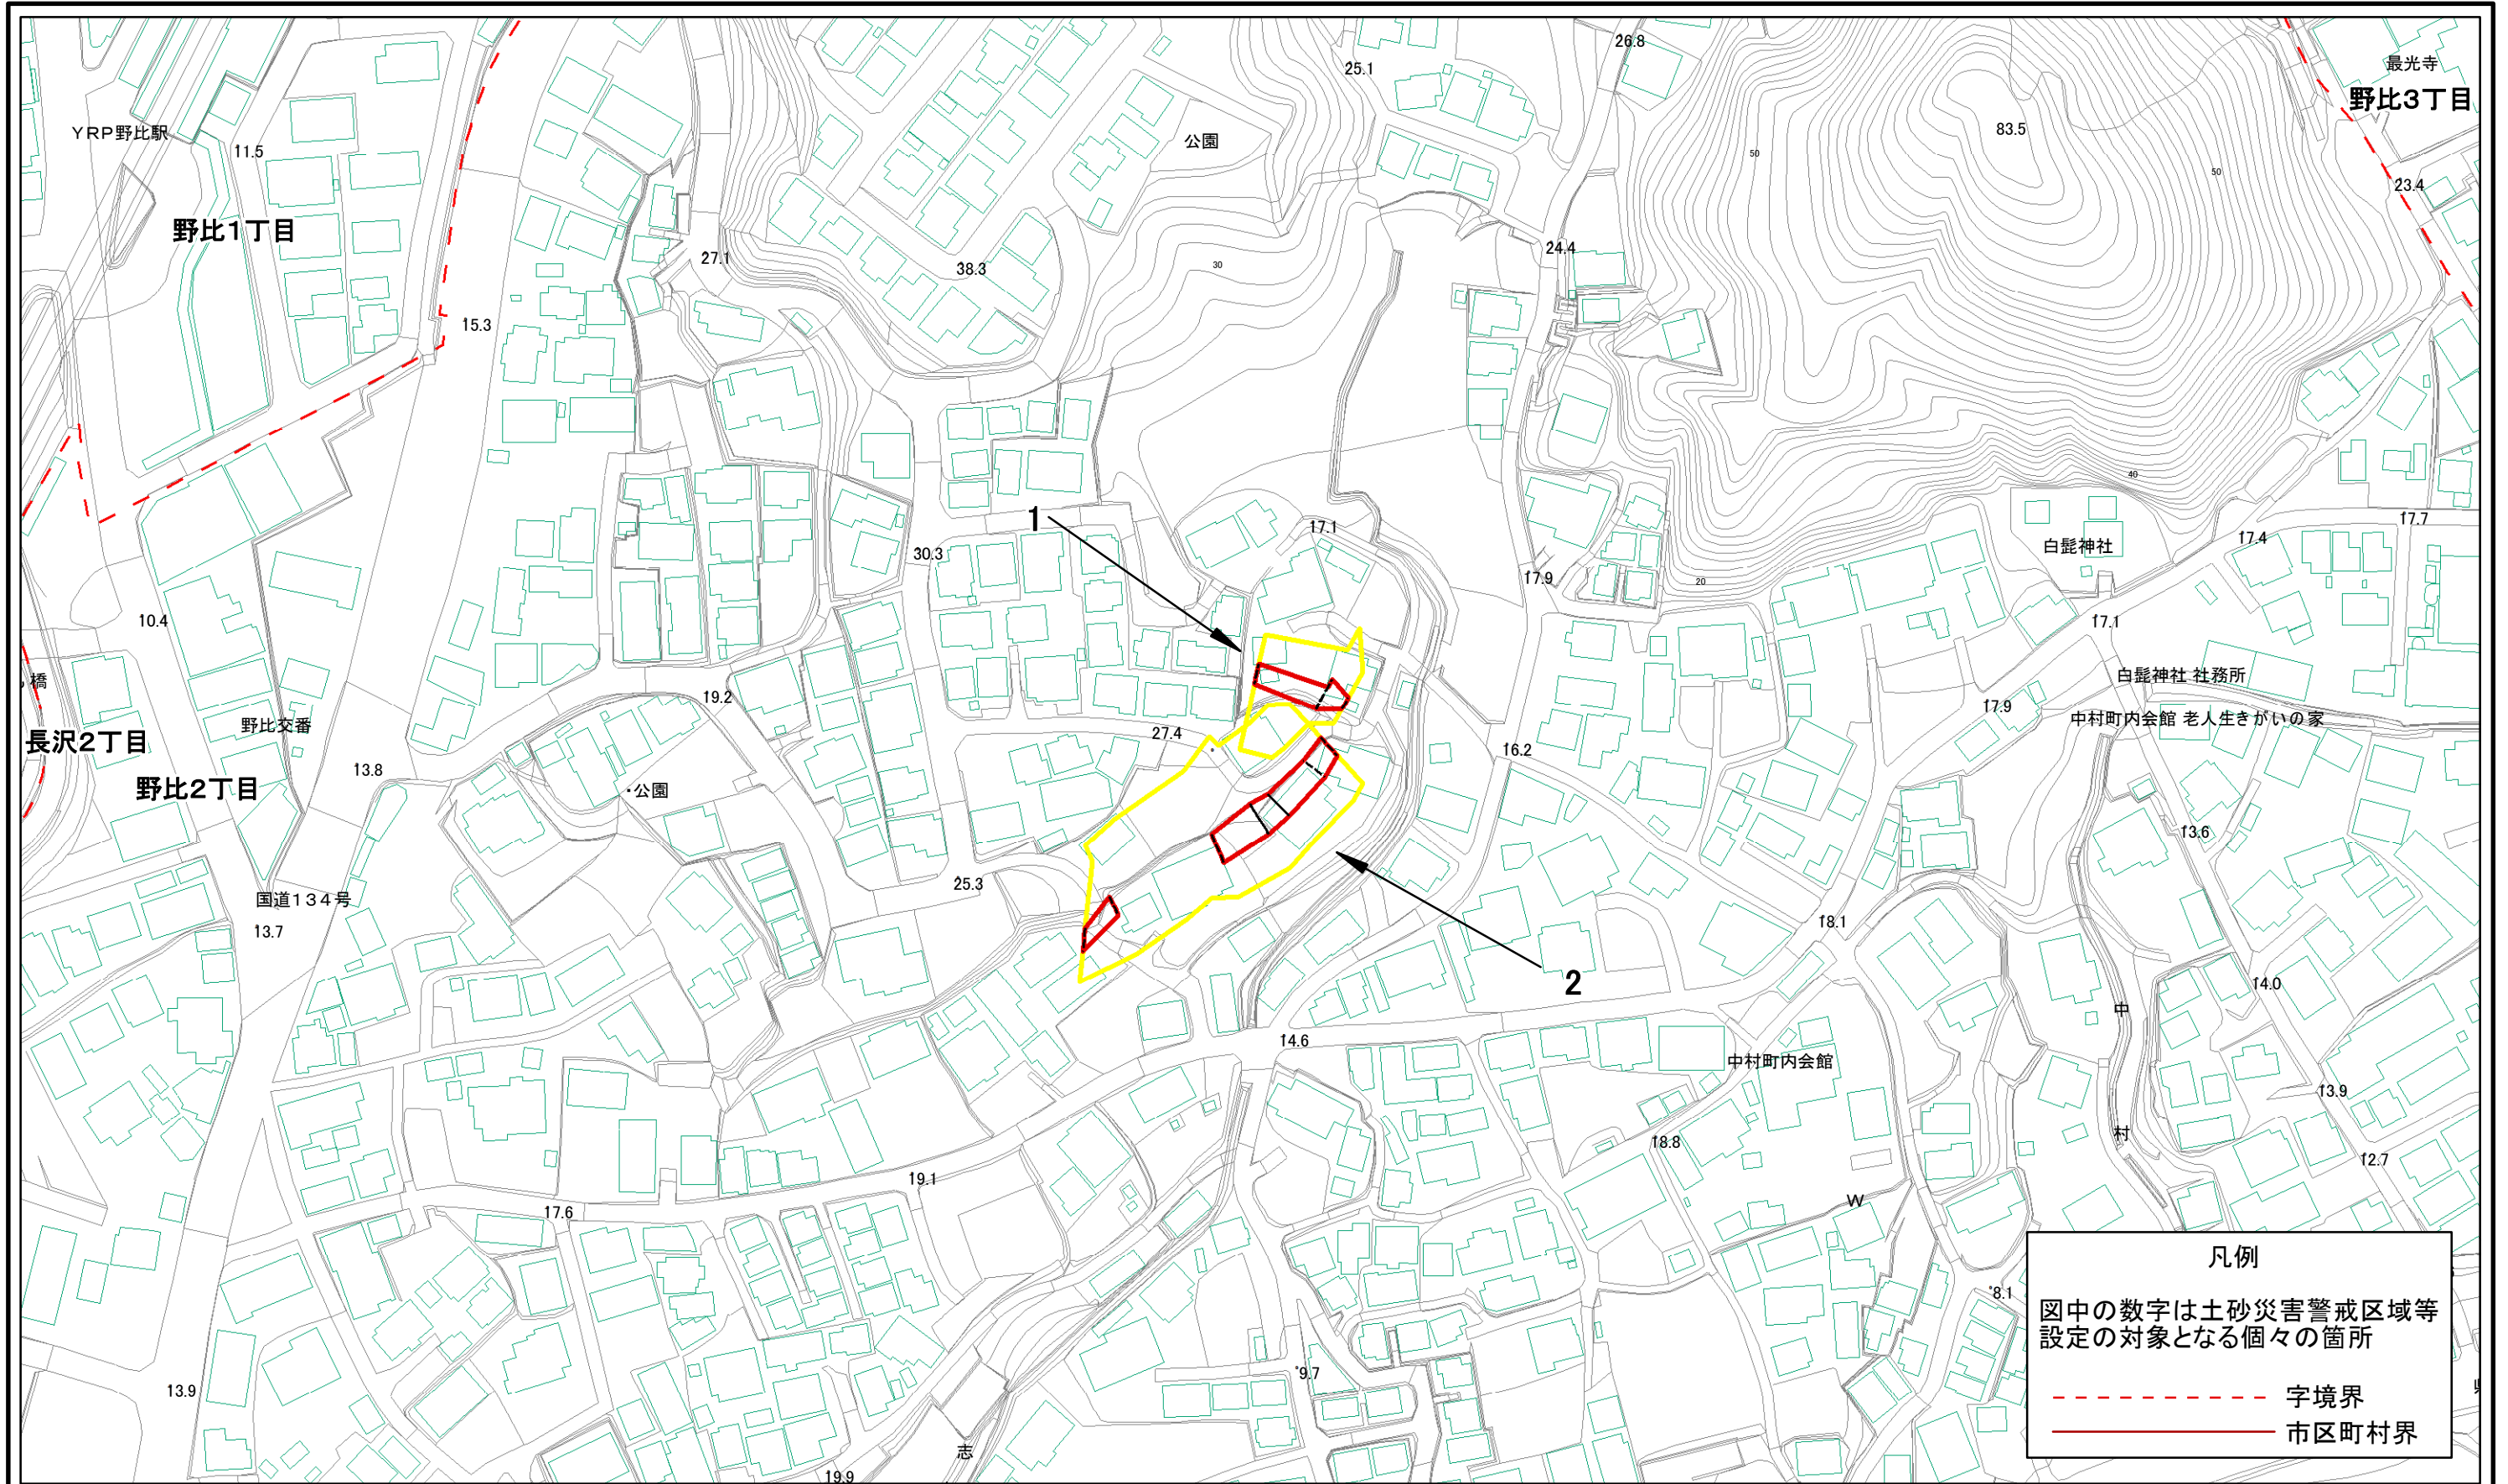 26.8
25.1
最光寺
野比3丁目
YRP野比駅
83.5
公園
11.5
50
50
23.4
野比1丁目
24.4
27.1
38.3
30
15.3
40
1
17.1
17.7
17.4
白髭神社
30.3
17.9
20
10.4
17.1
橋
白髭神社 社務所
19.2
17.9
野比交番
中村町内会館 老人生きがいの家
27.4
長沢2丁目
16.2
13.8
野比2丁目
公園
13.6
25.3
国道134号
18.1
13.7
2
14.0
中
14.6
中村町内会館
13.9
村
18.8
12.7
19.1
W
17.6
凡例
8.1
図中の数字は土砂災害警戒区域等
設定の対象となる個々の箇所
9.7
13.9
字境界
市区町村界
志
19.9